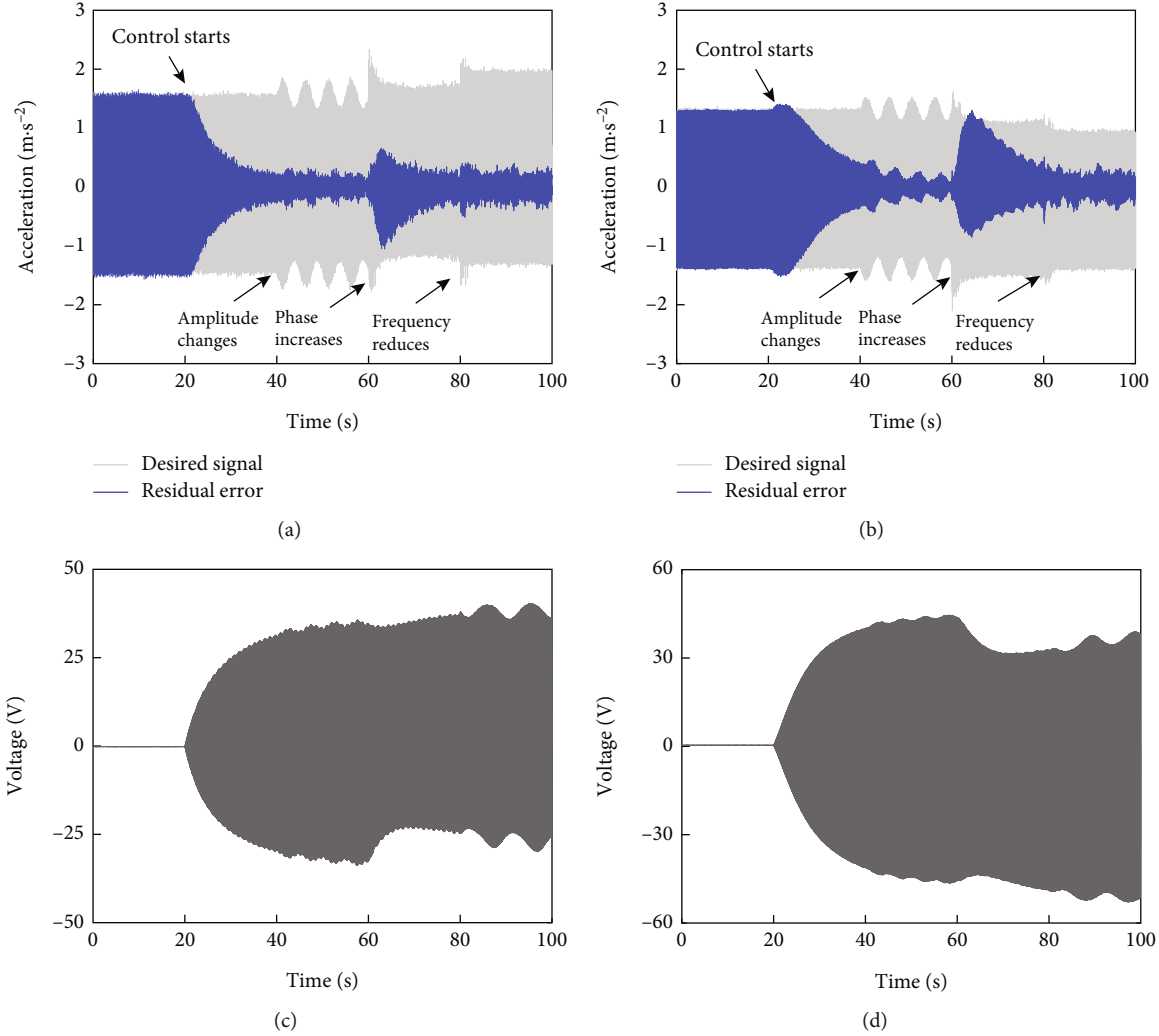 3
2
1
0
−1
−2
−3
Acceleration (m·s⁻²)
Control starts
Amplitude
changes
Phase
increases
Frequency
reduces
0 20 40 60 80 100
Time (s)
Desired signal
Residual error
(a)
3
2
1
0
−1
−2
−3
Acceleration (m·s⁻²)
Control starts
Amplitude
changes
Phase
increases
Frequency
reduces
0 20 40 60 80 100
Time (s)
Desired signal
Residual error
(b)
50
25
0
−25
−50
Voltage (V)
0 20 40 60 80 100
Time (s)
(c)
60
30
0
−30
−60
Voltage (V)
0 20 40 60 80 100
Time (s)
(d)